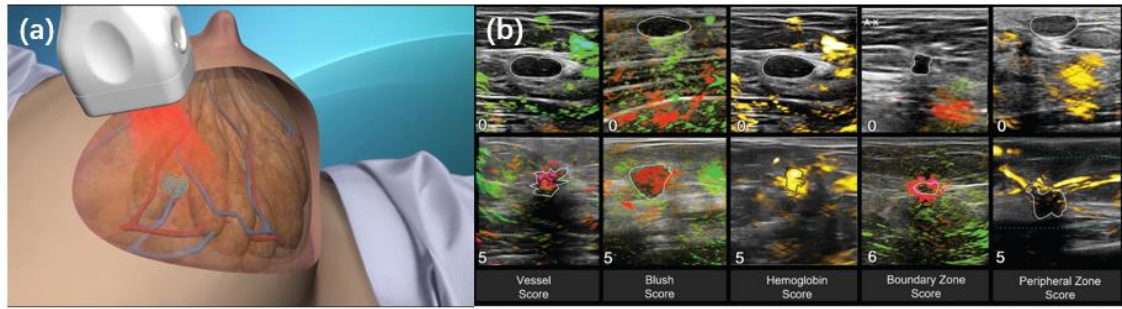 (a)
(b)
A-X
0
0
0
0
0
5
5
5
6
5
Vessel
Score
Blush
Score
Hemoglobin
Score
Boundary Zone
Score
Peripheral Zone
Score